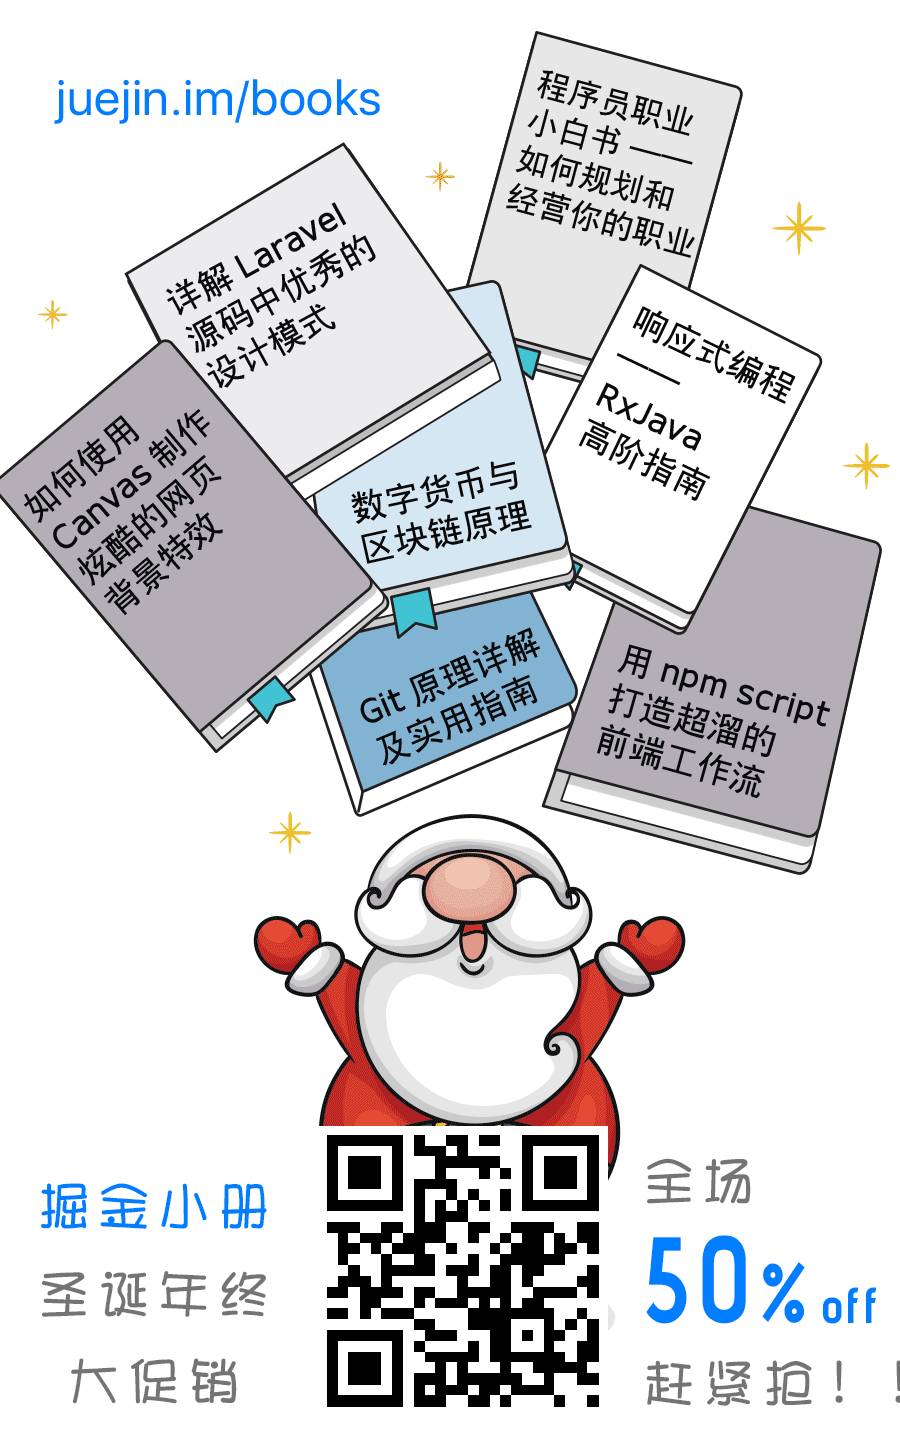 juejin.im/books
程序员职业
小白书 ——
如何规划和
经营你的职业
详解 Laravel
源码中优秀的
设计模式
响应式编程
——
RxJava
高阶指南
如何使用
Canvas 制作
炫酷的网页
背景特效
数字货币与
区块链原理
Git 原理详解
及实用指南
用 npm script
打造超溜的
前端工作流
掘金小册
圣诞年终
大促销
全场
50% off
赶紧抢！！